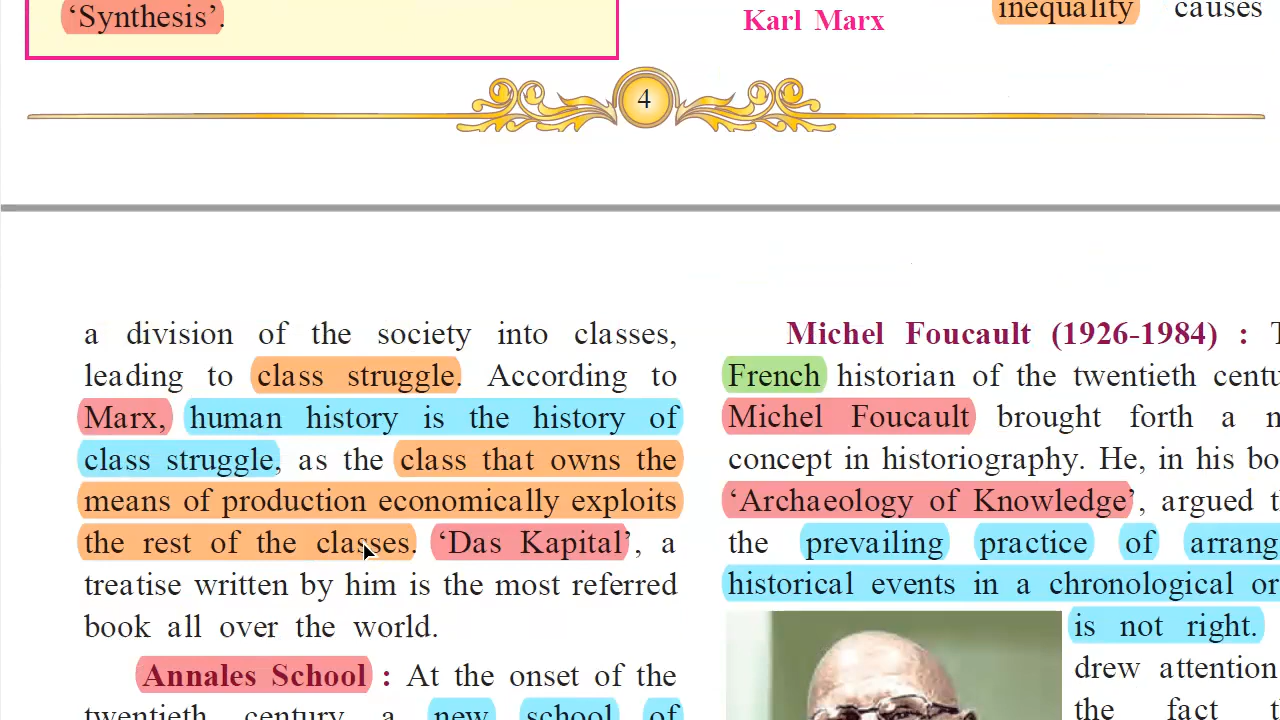 ‘Synthesis’.
Karl Marx
inequality causes
4
a division of the society into classes,
leading to class struggle. According to
Marx, human history is the history of
class struggle, as the class that owns the
means of production economically exploits
the rest of the classes. ‘Das Kapital’, a
treatise written by him is the most referred
book all over the world.
Annales School : At the onset of the
twentieth century a new school of
Michel Foucault (1926-1984) :
French historian of the twentieth
Michel Foucault brought forth a
concept in historiography. He, in his
‘Archaeology of Knowledge’, argued
the prevailing practice of
historical events in a chronological
is not right.
drew attention
the fact